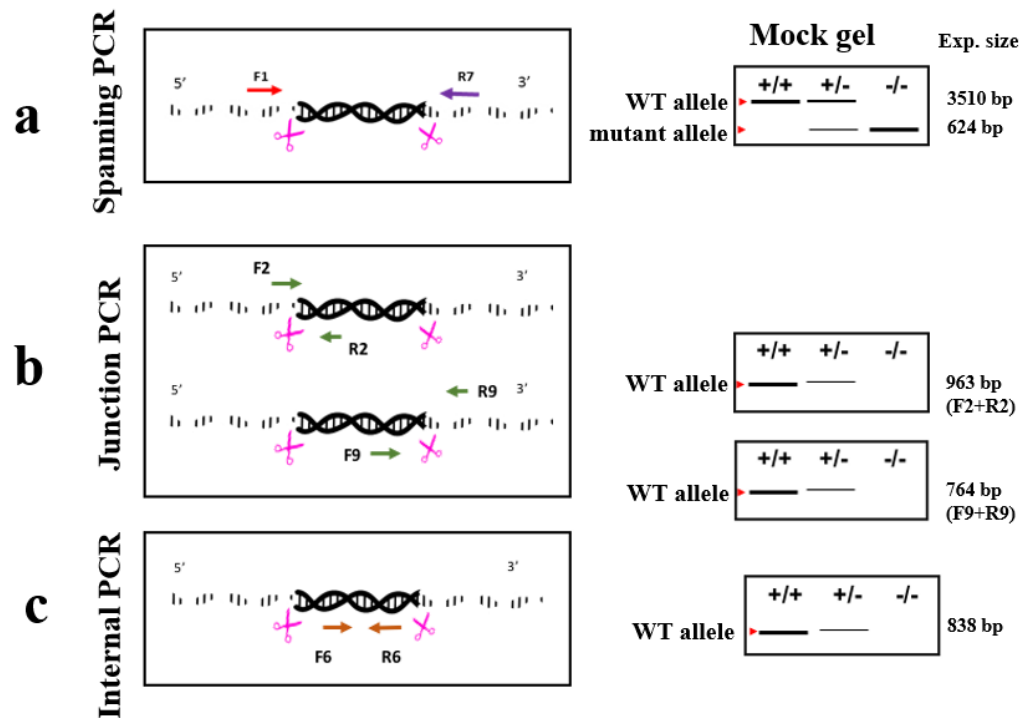 Mock gel
Exp. size
a
Spanning PCR
5’
F1
R7
3’
+/+ +/- -/-
WT allele
3510 bp
mutant allele
624 bp
b
Junction PCR
5’
F2
3’
R2
5’
R9
3’
F9
+/+ +/- -/-
WT allele
963 bp
(F2+R2)
+/+ +/- -/-
WT allele
764 bp
(F9+R9)
c
Internal PCR
5’
3’
F6
R6
+/+ +/- -/-
WT allele
838 bp